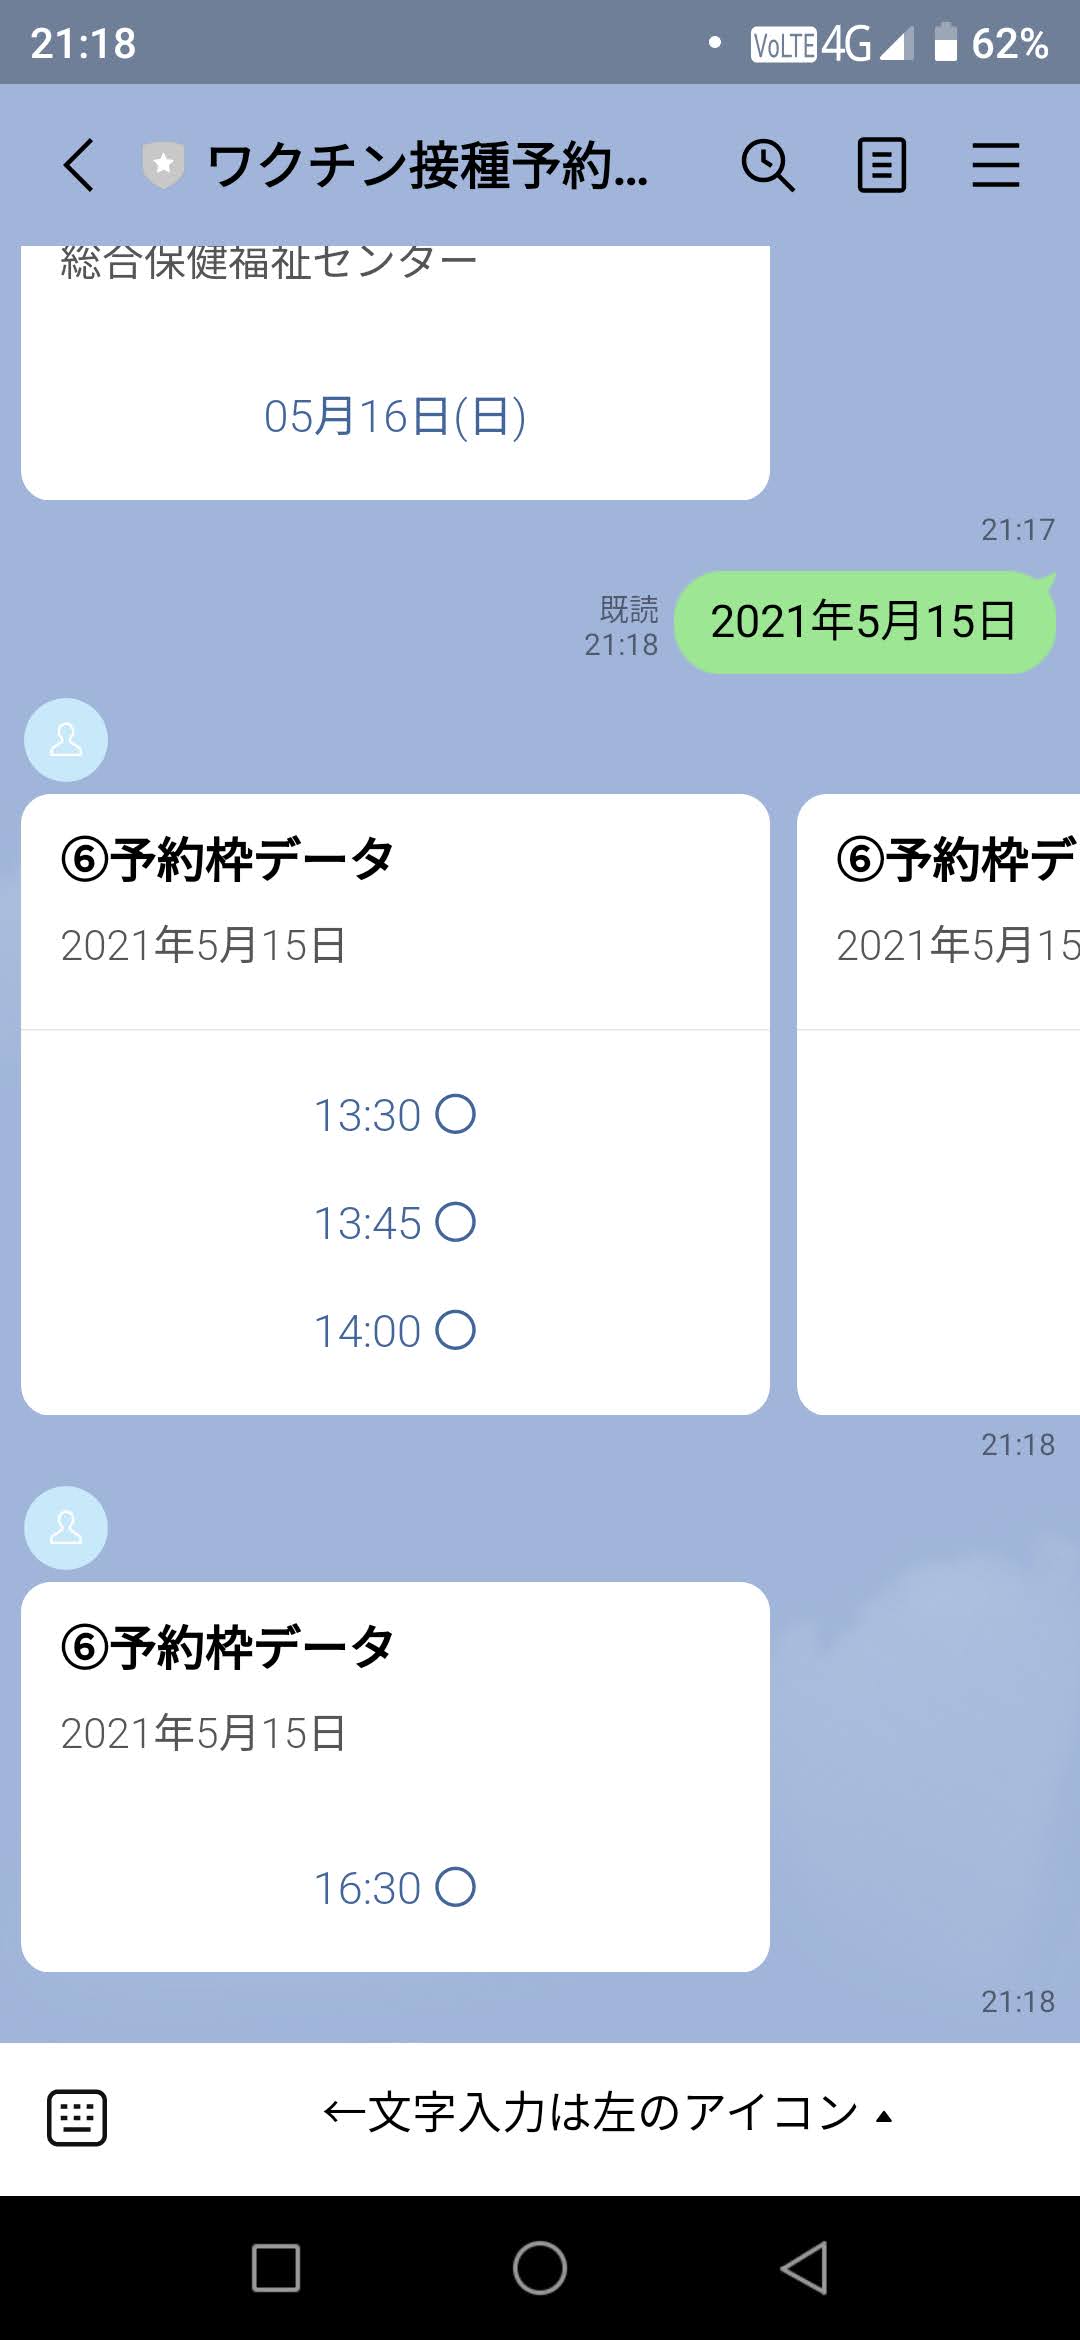 21:18
VoLTE 4G 62%
ワクチン接種予約...
総合保健福祉センター
05月16日(日)
21:17
既読
21:18
2021年5月15日
⑥予約枠データ
2021年5月15日
13:30 〇
13:45 〇
14:00 〇
⑥予約枠デ
2021年5月15
21:18
⑥予約枠データ
2021年5月15日
16:30 〇
21:18
←文字入力は左のアイコン ▲